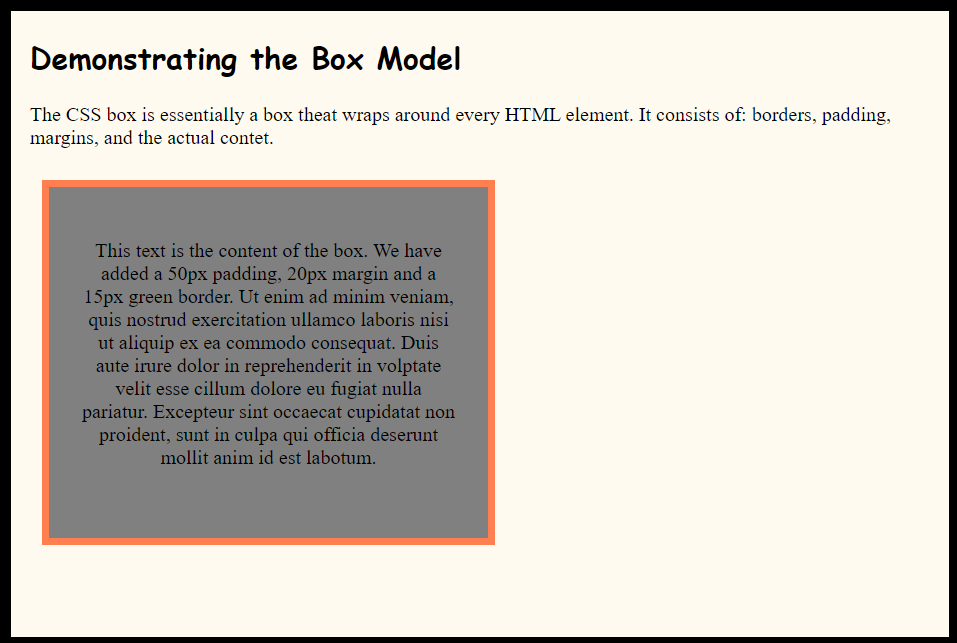 Demonstrating the Box Model
The CSS box is essentially a box theat wraps around every HTML element. It consists of: borders, padding,
margins, and the actual contet.
This text is the content of the box. We have
added a 50px padding, 20px margin and a
15px green border. Ut enim ad minim veniam,
quis nostrud exercitation ullamco laboris nisi
ut aliquip ex ea commodo consequat. Duis
aute irure dolor in reprehenderit in volptate
velit esse cillum dolore eu fugiat nulla
pariatur. Excepteur sint occaecat cupidatat non
proident, sunt in culpa qui officia deserunt
mollit anim id est labotum.